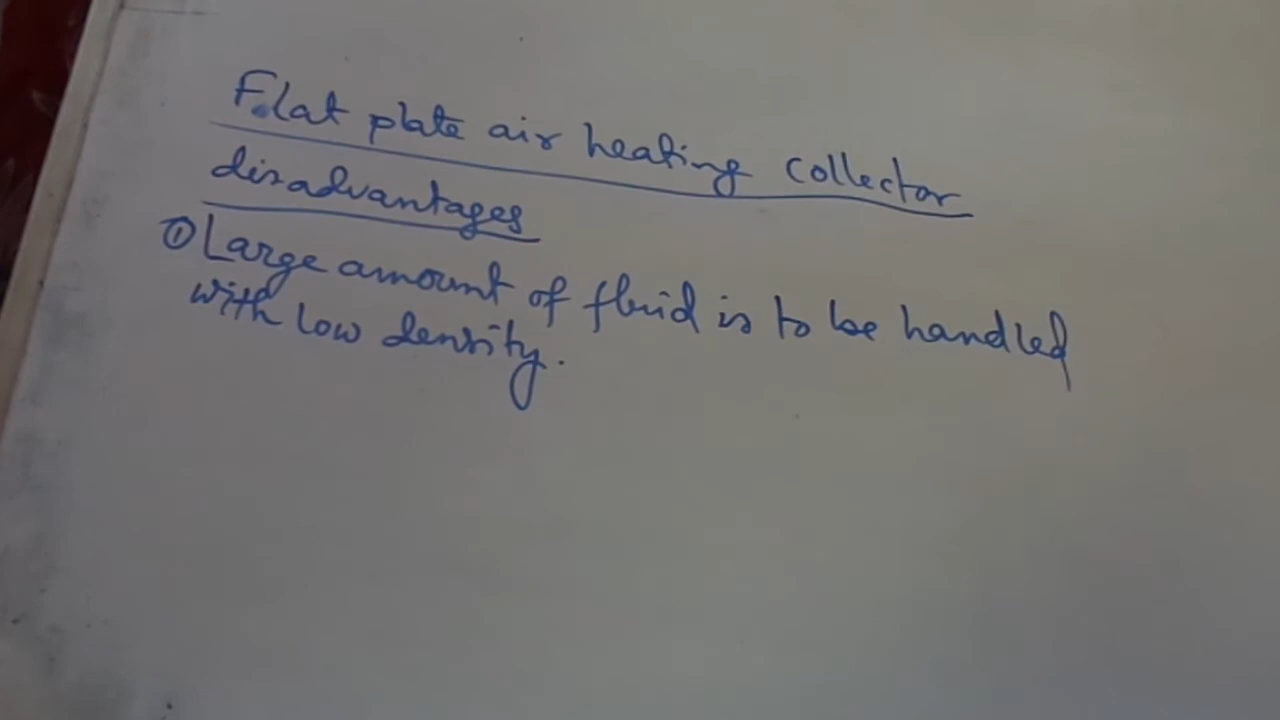 Flat plate air heating collector
disadvantages
① Large amount of fluid is to be handled
with low density.